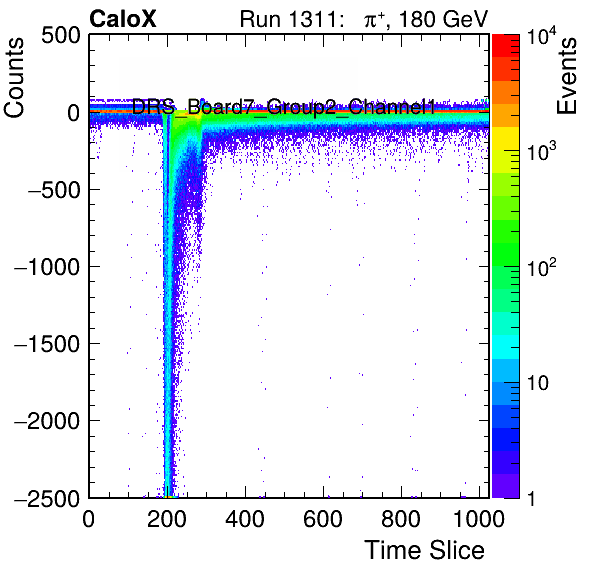 CaloX Run 1311: π⁺, 180 GeV
Counts
Events
DRS_Board7_Group2_Channel1
500
0
−500
−1000
−1500
−2000
−2500
0 200 400 600 800 1000
Time Slice
10⁴
10³
10²
10
1